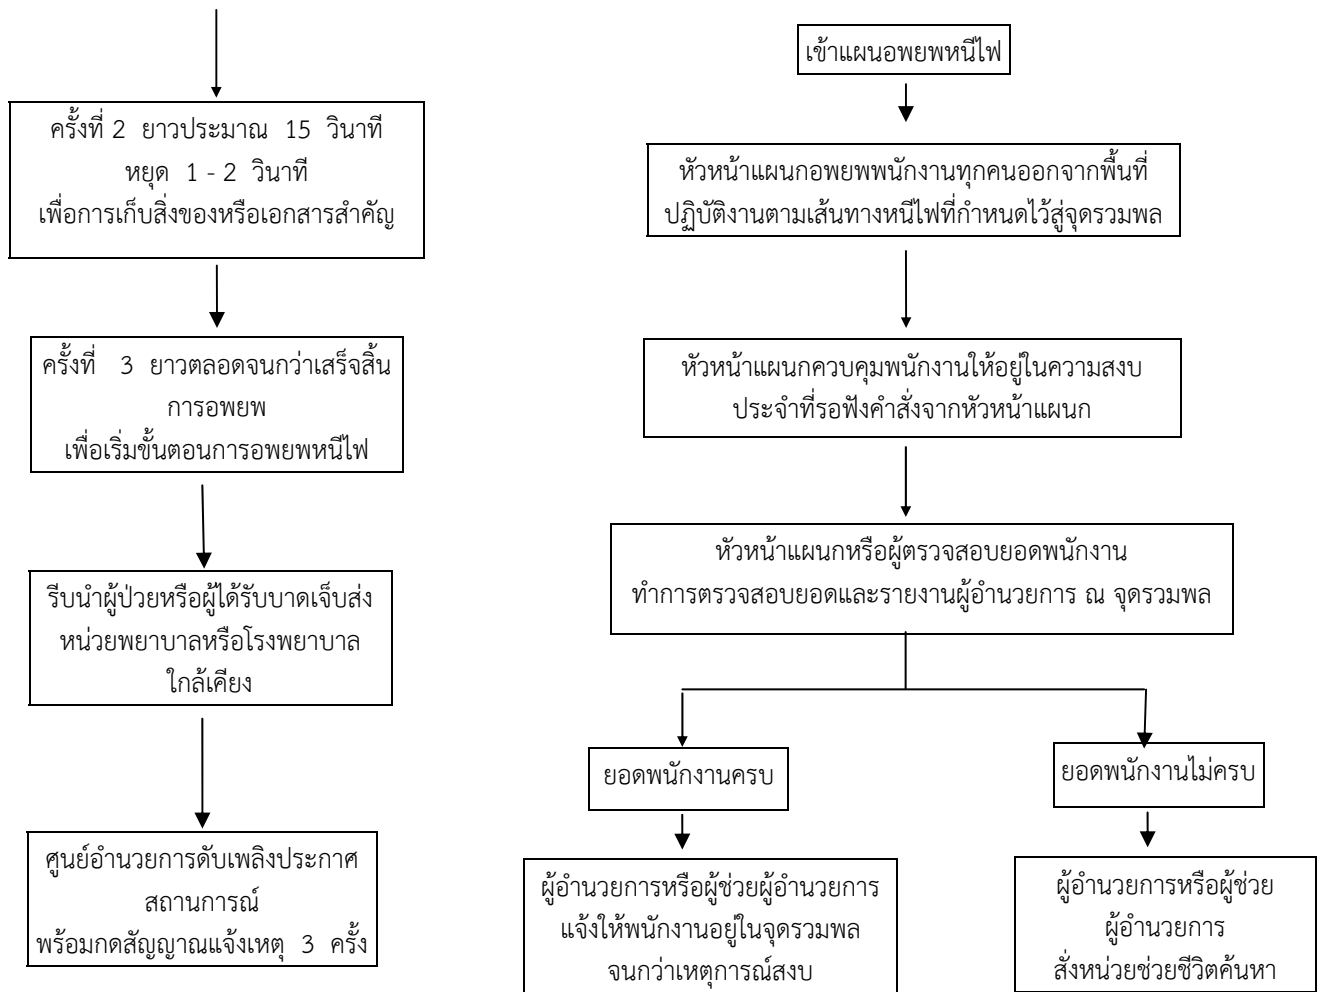 ครั้งที่ 2 ยาวประมาณ 15 วินาที
หยุด 1 - 2 วินาที
เพื่อการเก็บสิ่งของหรือเอกสารสำคัญ
ครั้งที่ 3 ยาวตลอดจนกว่าเสร็จสิ้น
การอพยพ
เพื่อเริ่มขั้นตอนการอพยพหนีไฟ
รีบนำผู้ป่วยหรือผู้ได้รับบาดเจ็บส่ง
หน่วยพยาบาลหรือโรงพยาบาล
ใกล้เคียง
ศูนย์อำนวยการดับเพลิงประกาศ
สถานการณ์
พร้อมกดสัญญาณแจ้งเหตุ 3 ครั้ง
เข้าแผนอพยพหนีไฟ
หัวหน้าแผนกอพยพพนักงานทุกคนออกจากพื้นที่
ปฏิบัติงานตามเส้นทางหนีไฟที่กำหนดไว้สู่จุดรวมพล
หัวหน้าแผนกควบคุมพนักงานให้อยู่ในความสงบ
ประจำที่รอฟังคำสั่งจากหัวหน้าแผนก
หัวหน้าแผนกหรือผู้ตรวจสอบยอดพนักงาน
ทำการตรวจสอบยอดและรายงานผู้อำนวยการ ณ จุดรวมพล
ยอดพนักงานครบ
ผู้อำนวยการหรือผู้ช่วยผู้อำนวยการ
แจ้งให้พนักงานอยู่ในจุดรวมพล
จนกว่าเหตุการณ์สงบ
ยอดพนักงานไม่ครบ
ผู้อำนวยการหรือผู้ช่วย
ผู้อำนวยการ
สั่งหน่วยช่วยชีวิตค้นหา